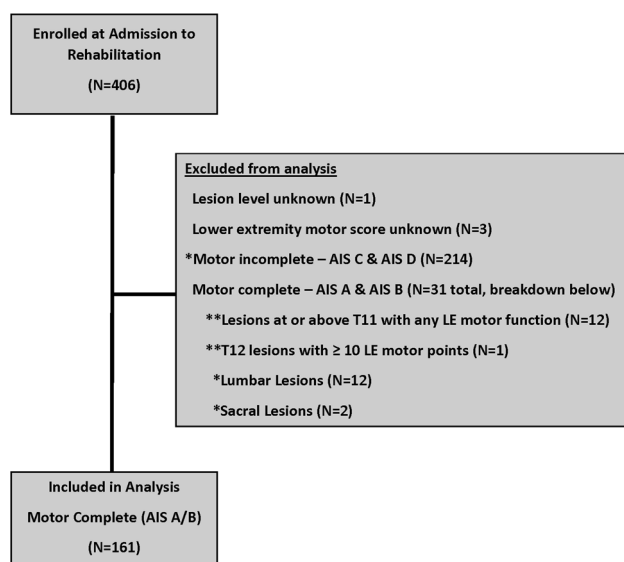 Enrolled at Admission to
Rehabilitation
(N=406)
Excluded from analysis
Lesion level unknown (N=1)
Lower extremity motor score unknown (N=3)
*Motor incomplete – AIS C & AIS D (N=214)
Motor complete – AIS A & AIS B (N=31 total, breakdown below)
**Lesions at or above T11 with any LE motor function (N=12)
**T12 lesions with ≥ 10 LE motor points (N=1)
*Lumbar Lesions (N=12)
*Sacral Lesions (N=2)
Included in Analysis
Motor Complete (AIS A/B)
(N=161)